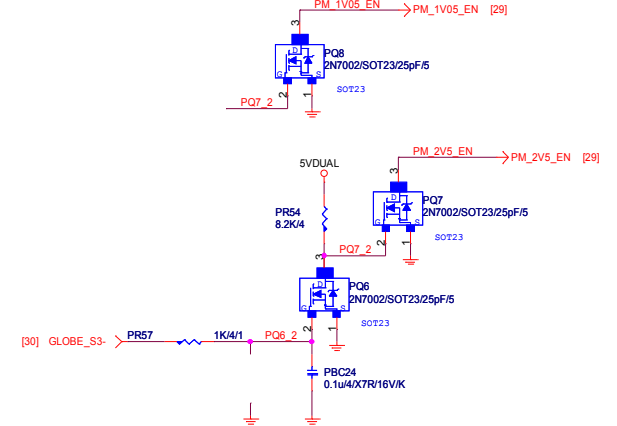 PM_1V05_EN
PM_1V05_EN [29]
3
D
PQ8
2N7002/SOT23/25pF/5
G
S
SOT23
2
1
PQ7_2
PM_2V5_EN
PM_2V5_EN [29]
5VDUAL
3
D
PQ7
2N7002/SOT23/25pF/5
G
S
SOT23
PR54
8.2K/4
2
1
PQ7_2
3
D
PQ6
2N7002/SOT23/25pF/5
G
S
SOT23
2
1
[30] GLOBE_S3-
PR57
1K/4/1
PQ6_2
PBC24
0.1u/4/X7R/16V/K